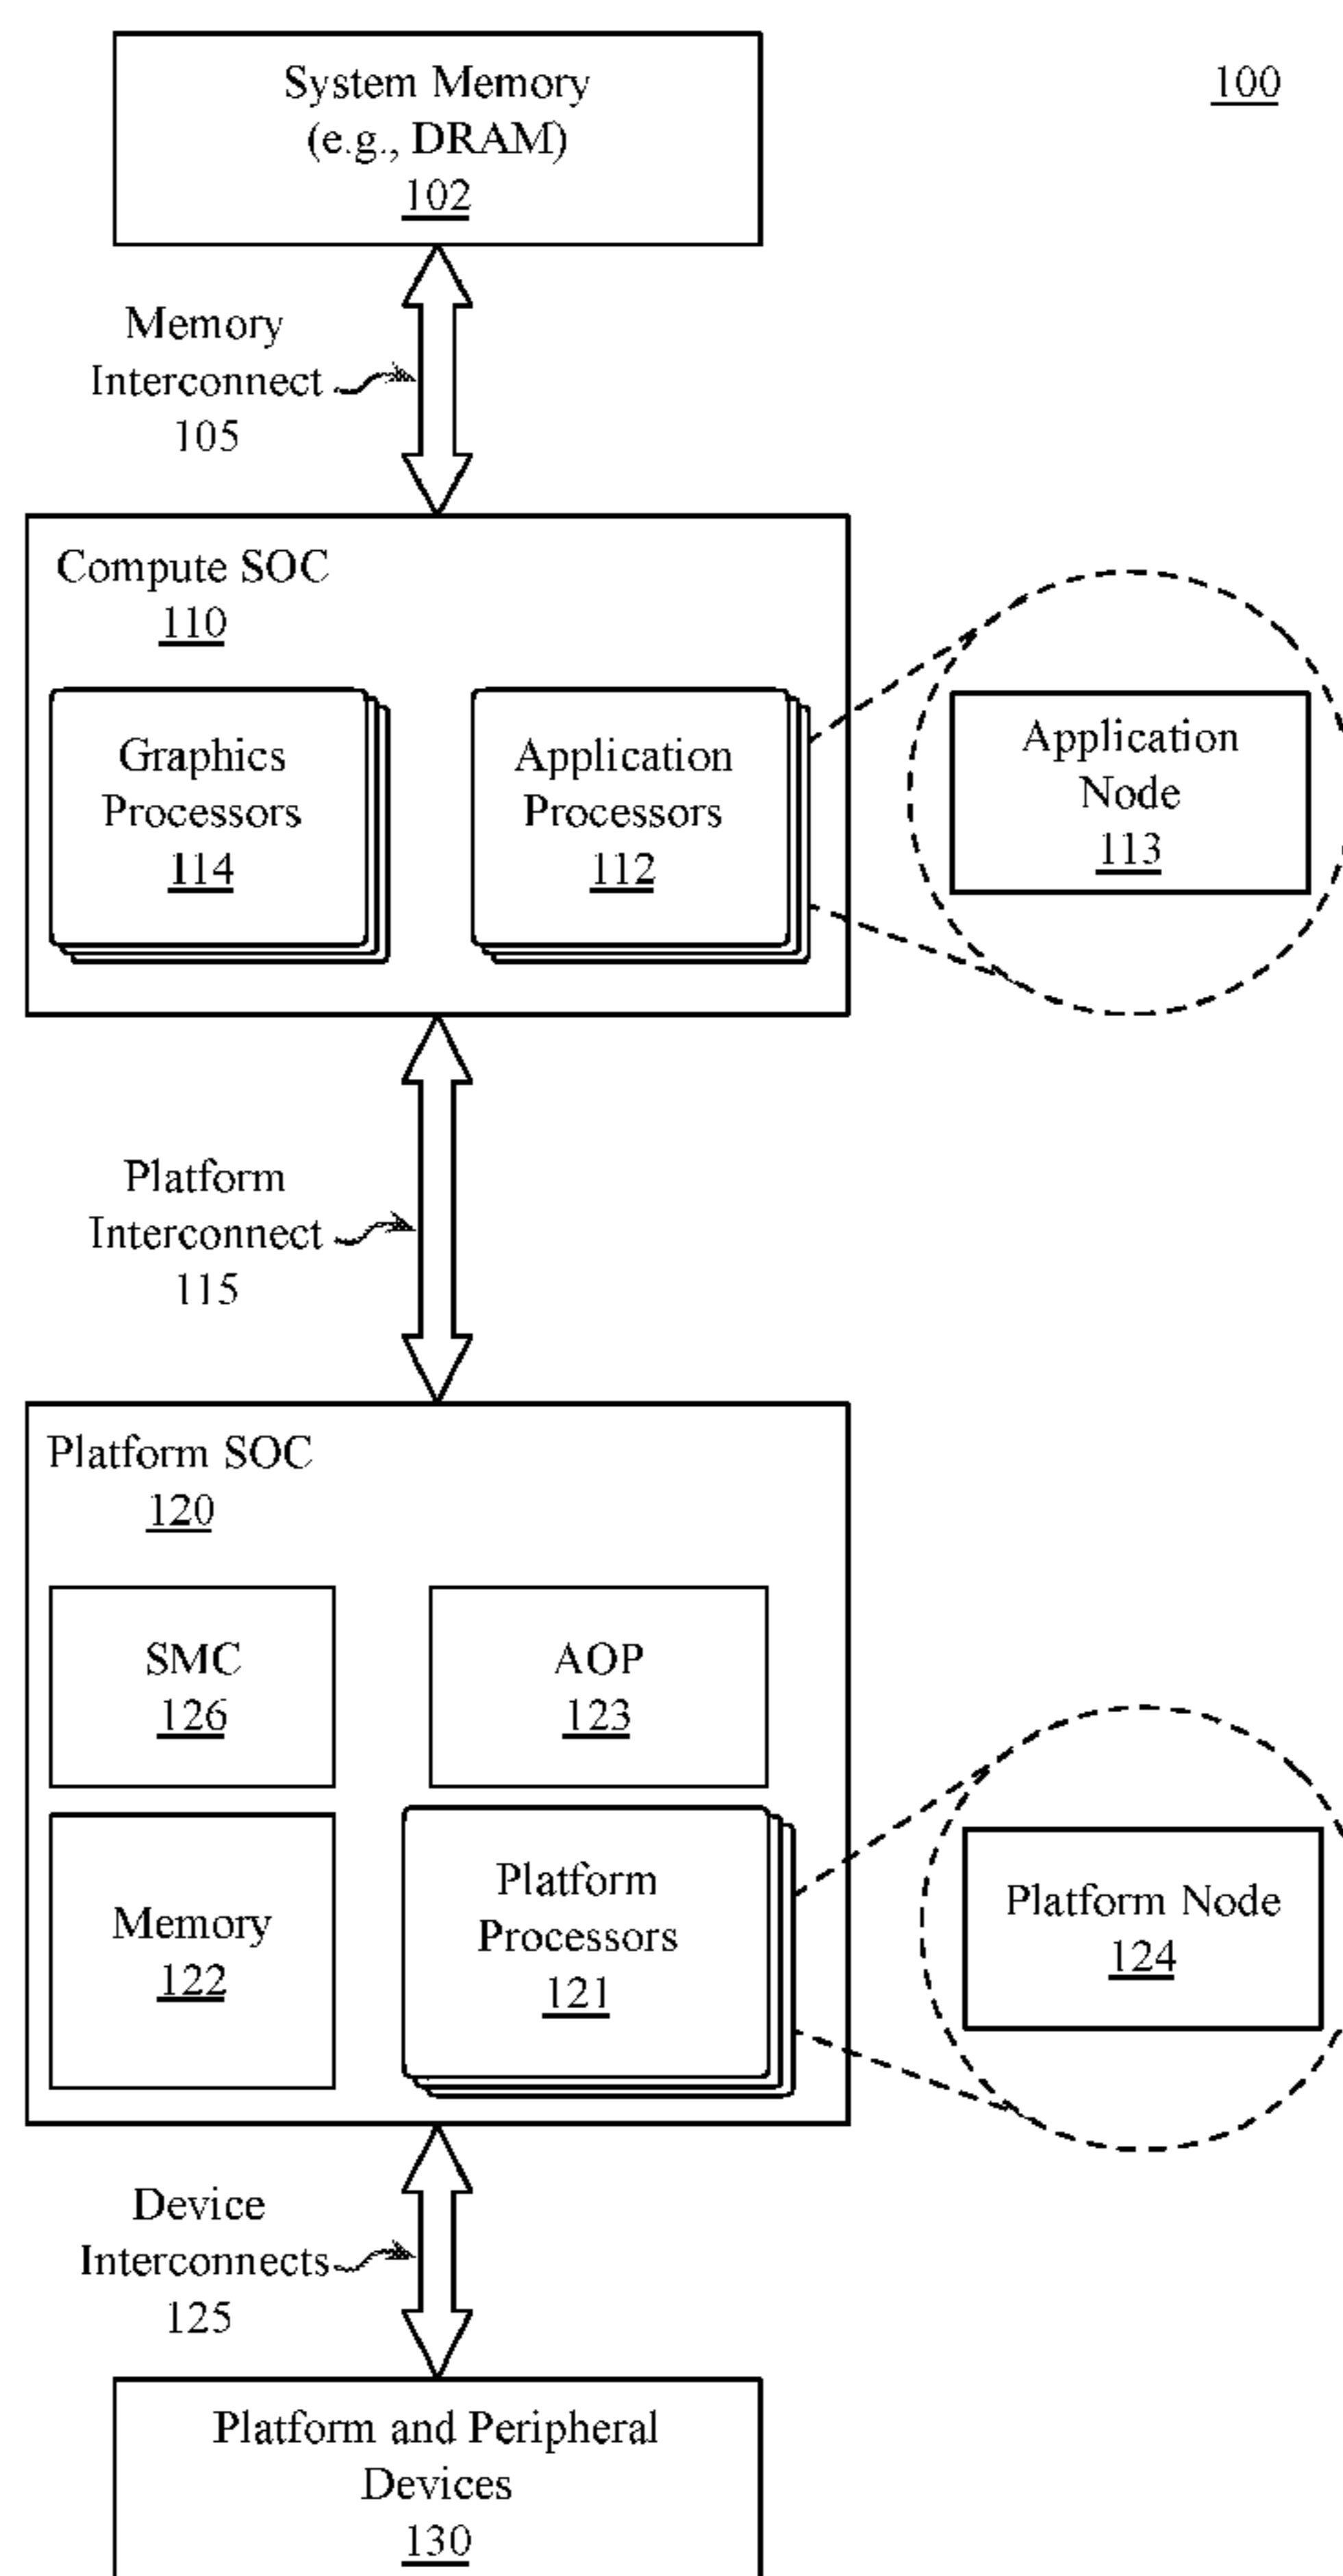 100
System Memory
(e.g., DRAM)
102
Memory
Interconnect
105
Compute SOC
110
Graphics
Processors
114
Application
Processors
112
Application
Node
113
Platform
Interconnect
115
Platform SOC
120
SMC
126
AOP
123
Memory
122
Platform
Processors
121
Platform Node
124
Device
Interconnects
125
Platform and Peripheral
Devices
130